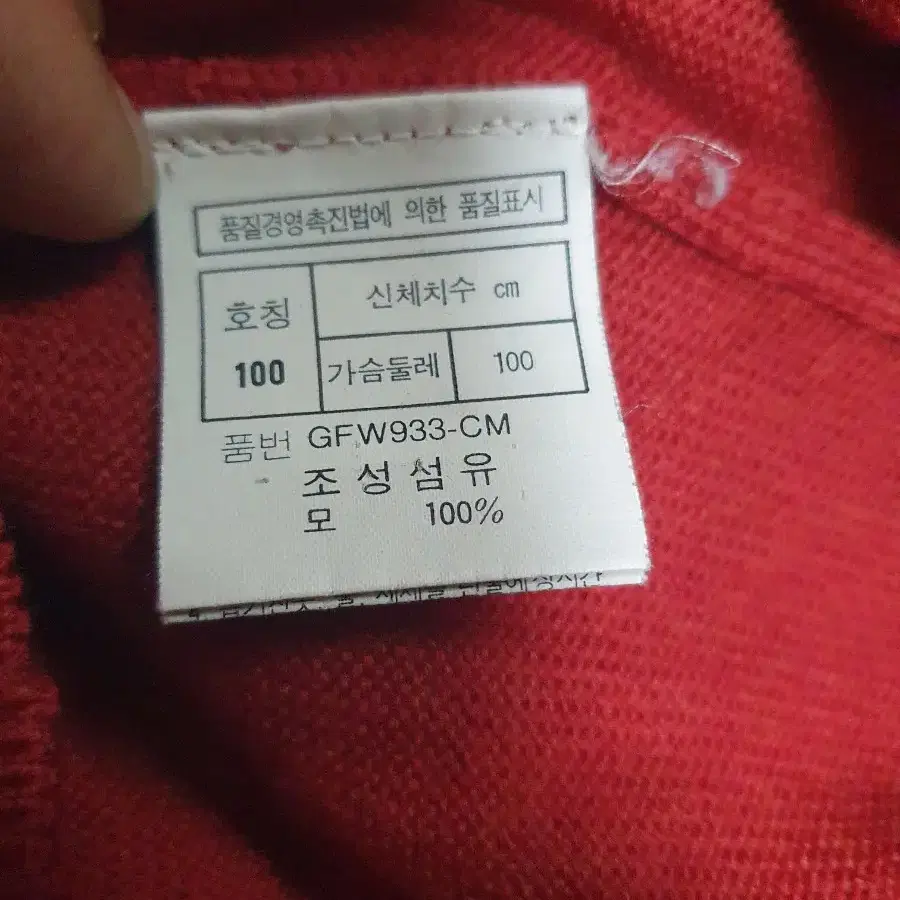 품질경영촉진법에 의한 품질표시
호칭
100
신체치수 cm
가슴둘레 100
품번 GFW933-CM
조성섬유
모 100%